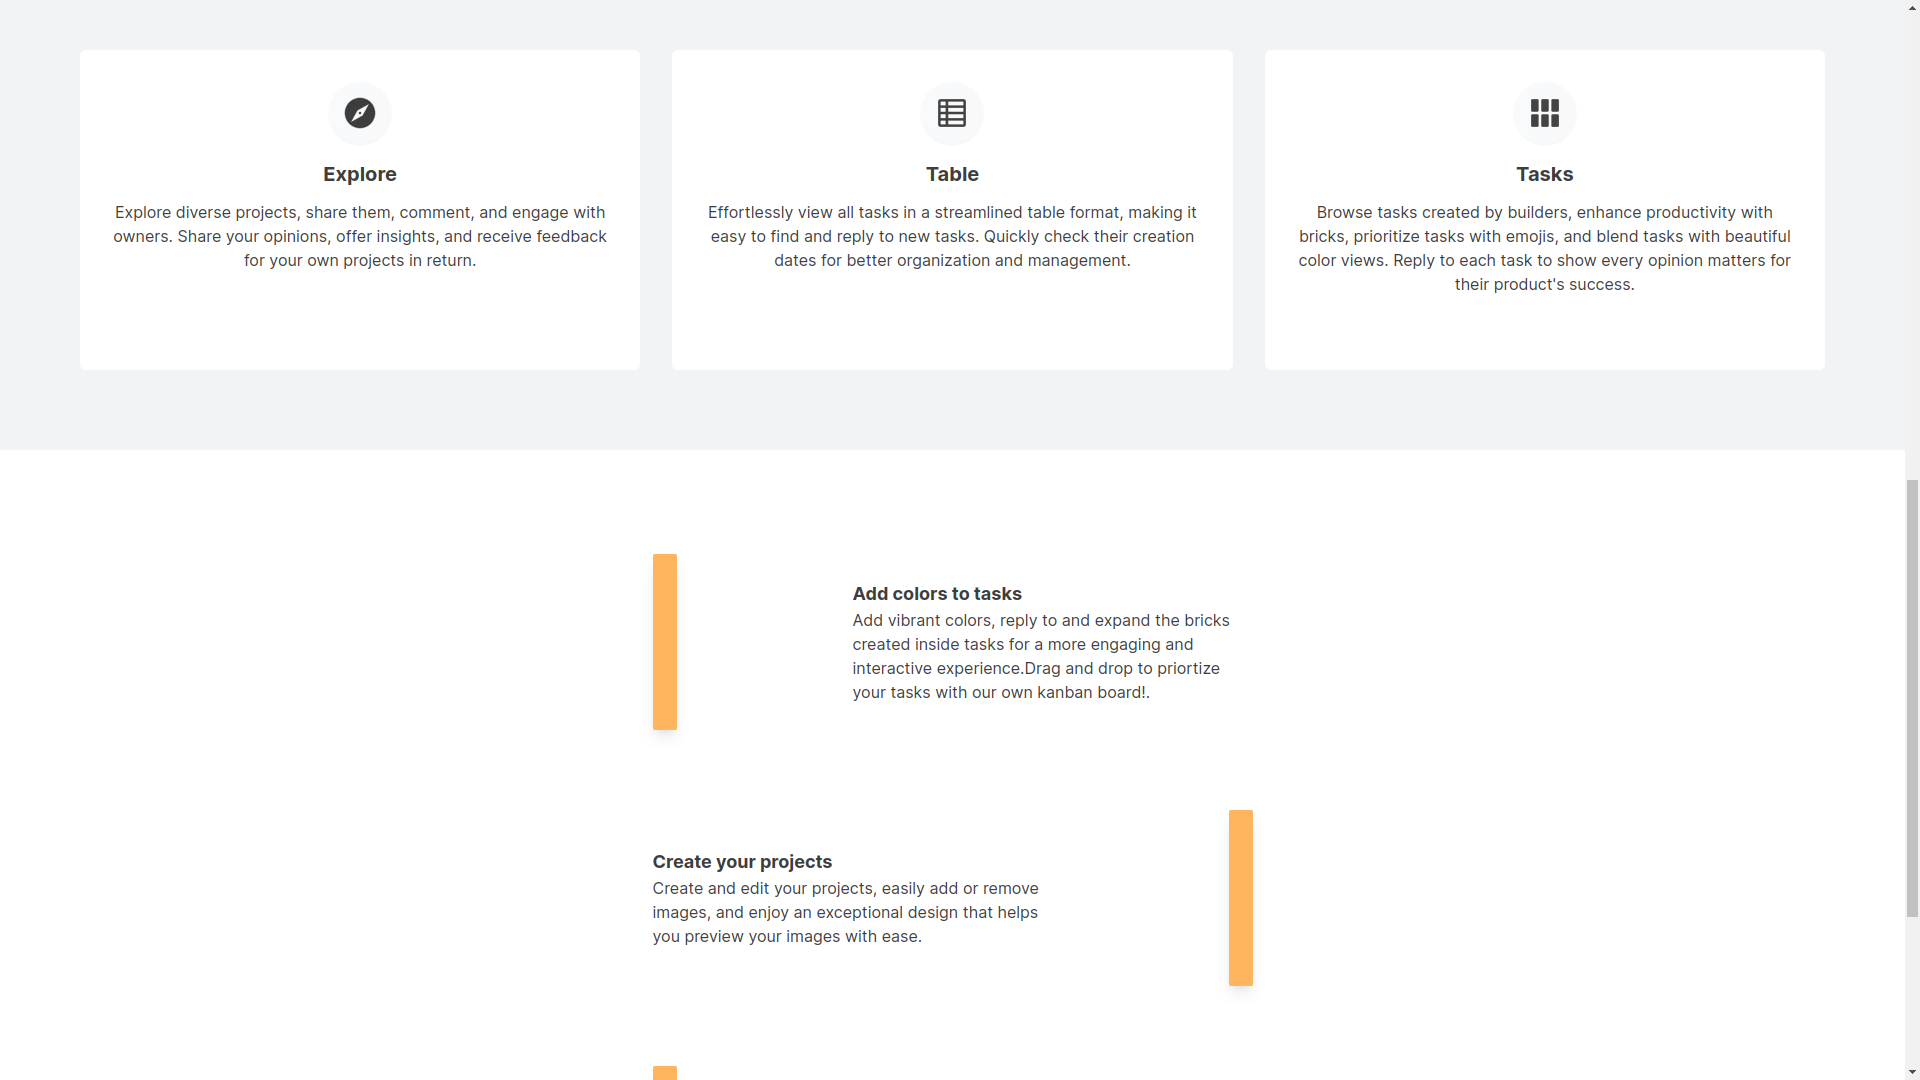 Explore
Explore diverse projects, share them, comment, and engage with
owners. Share your opinions, offer insights, and receive feedback
for your own projects in return.
Table
Effortlessly view all tasks in a streamlined table format, making it
easy to find and reply to new tasks. Quickly check their creation
dates for better organization and management.
Tasks
Browse tasks created by builders, enhance productivity with
bricks, prioritize tasks with emojis, and blend tasks with beautiful
color views. Reply to each task to show every opinion matters for
their product's success.
Add colors to tasks
Add vibrant colors, reply to and expand the bricks
created inside tasks for a more engaging and
interactive experience.Drag and drop to priortize
your tasks with our own kanban board!.
Create your projects
Create and edit your projects, easily add or remove
images, and enjoy an exceptional design that helps
you preview your images with ease.